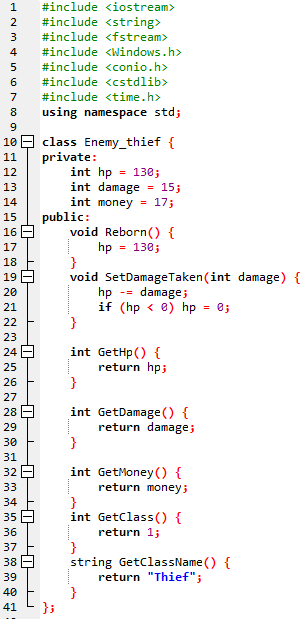 1 #include <iostream>
2 #include <string>
3 #include <fstream>
4 #include <Windows.h>
5 #include <conio.h>
6 #include <cstdlib>
7 #include <time.h>
8 using namespace std;
9
10 class Enemy_thief {
11 private:
12 int hp = 130;
13 int damage = 15;
14 int money = 17;
15 public:
16 void Reborn() {
17 hp = 130;
18 }
19 void SetDamageTaken(int damage) {
20 hp -= damage;
21 if (hp < 0) hp = 0;
22 }
23
24 int GetHp() {
25 return hp;
26 }
27
28 int GetDamage() {
29 return damage;
30 }
31
32 int GetMoney() {
33 return money;
34 }
35 int GetClass() {
36 return 1;
37 }
38 string GetClassName() {
39 return "Thief";
40 }
41 };